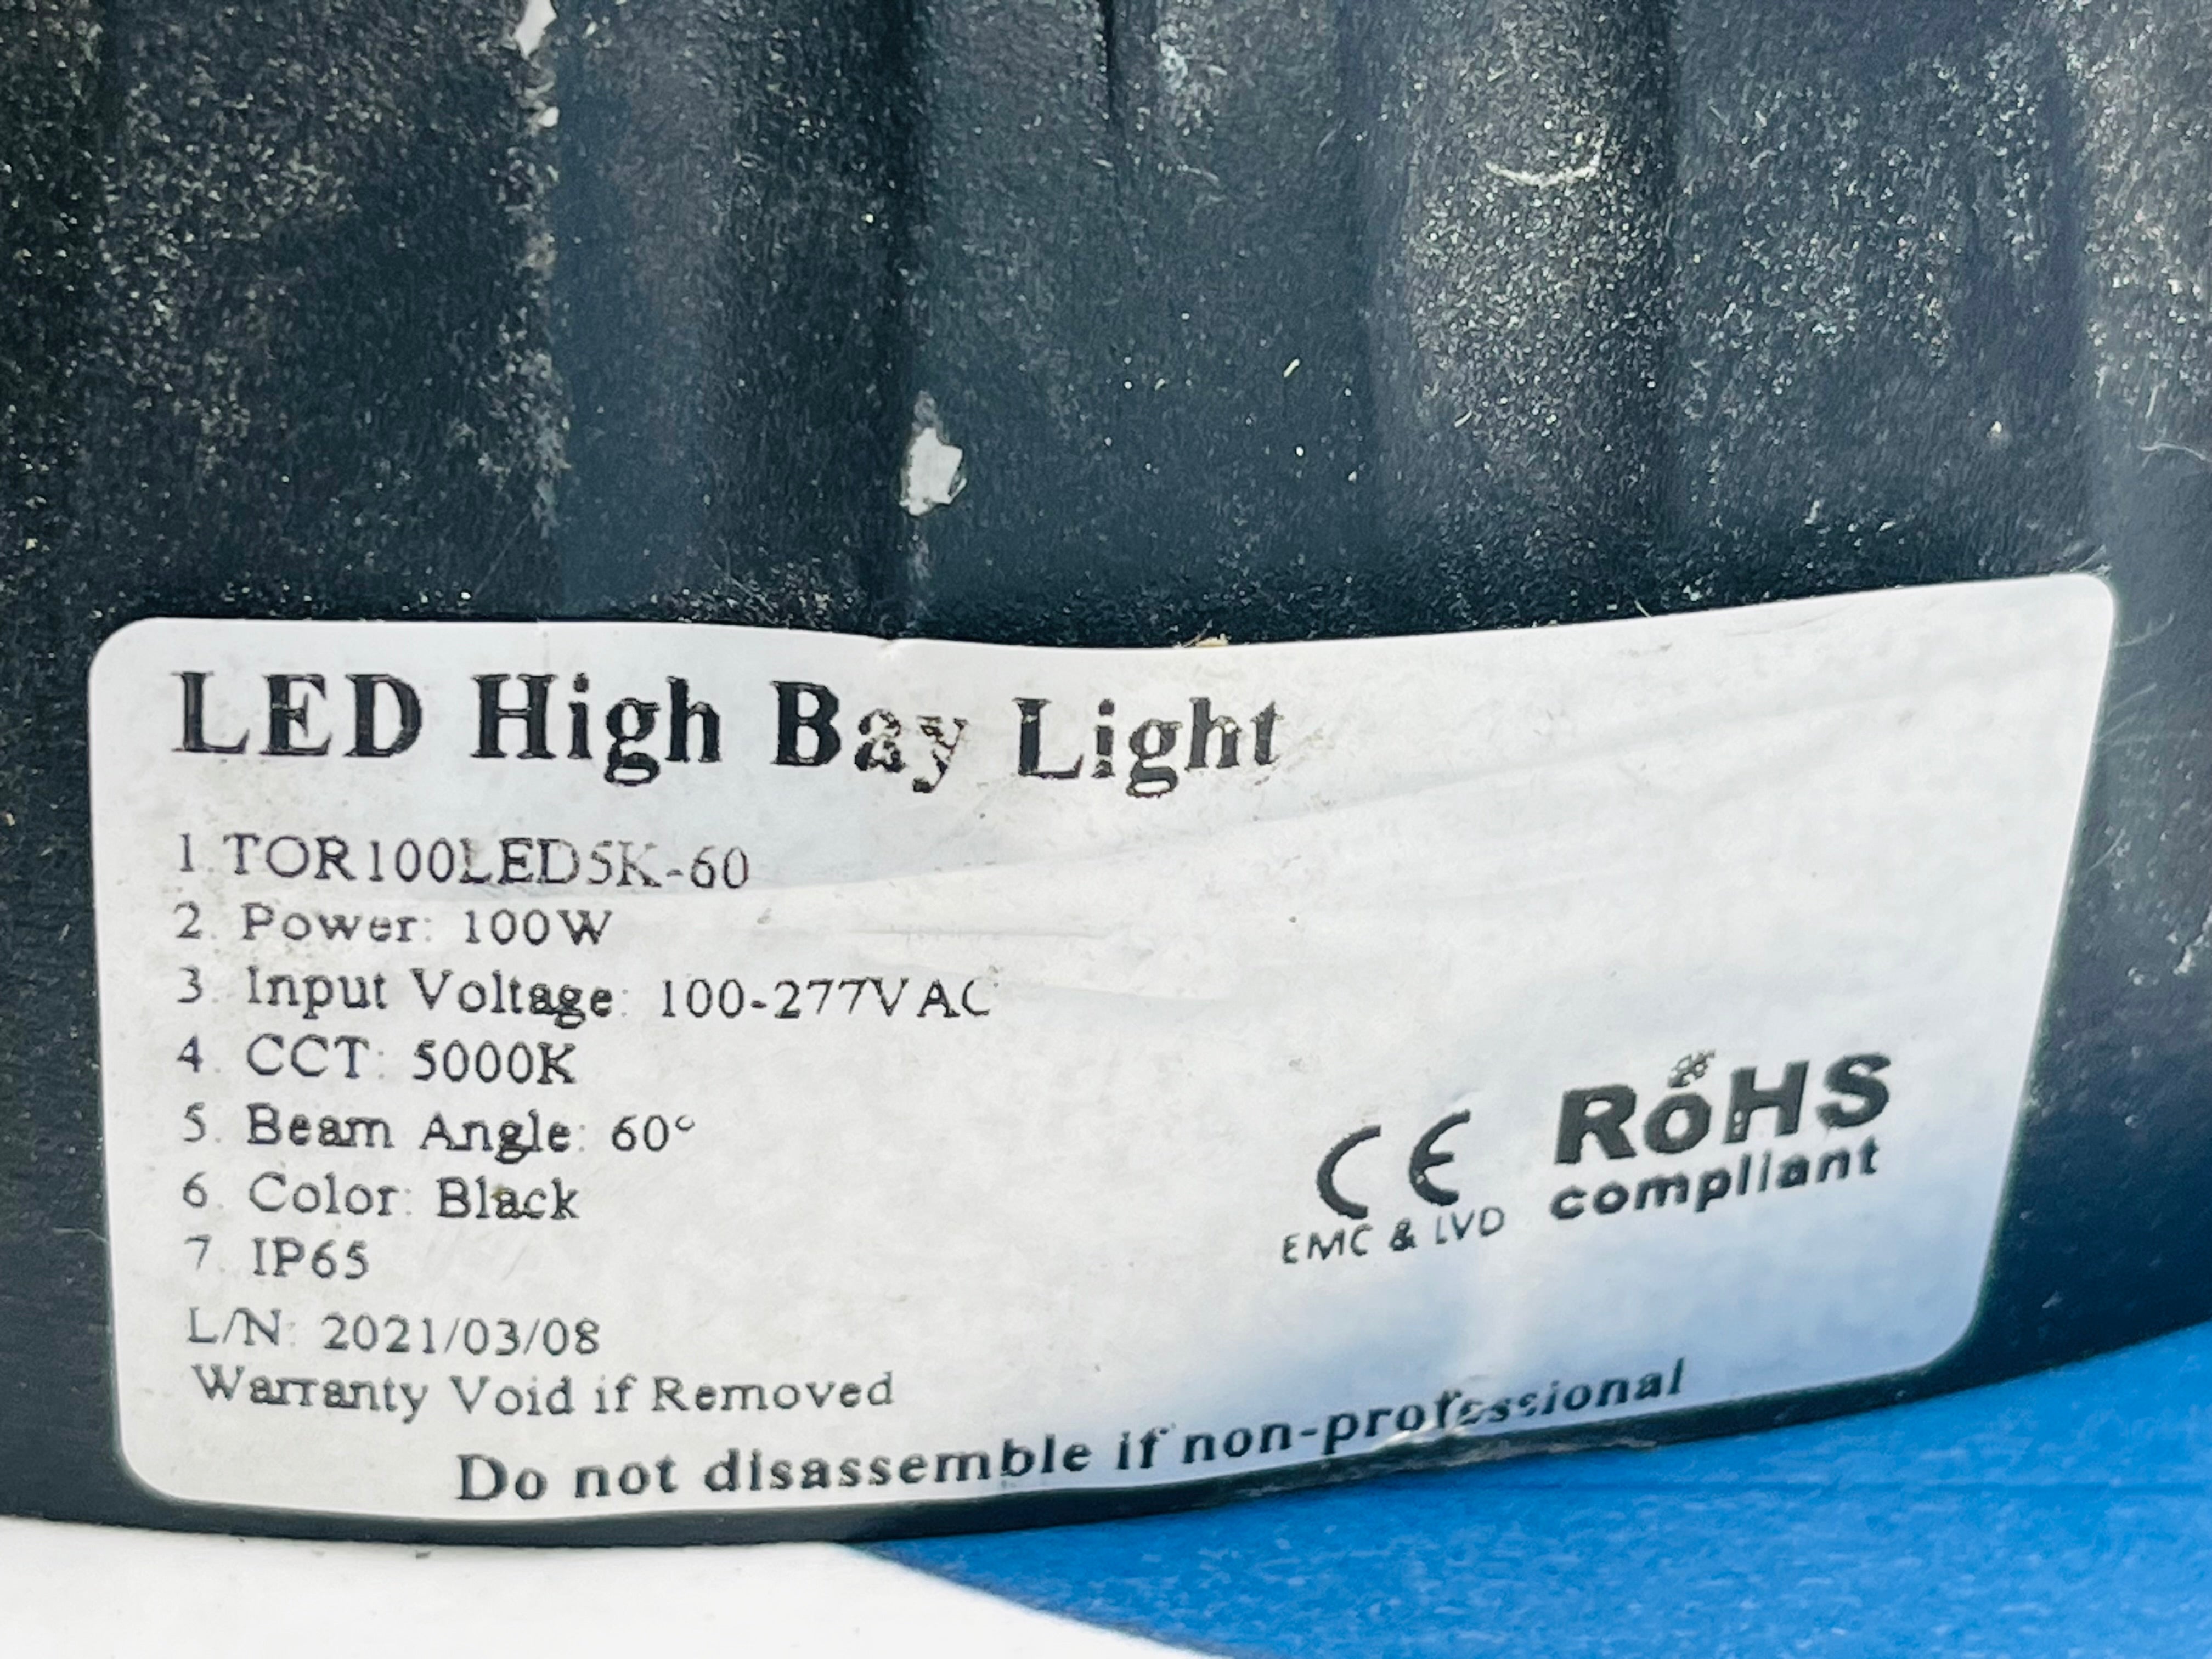 LED High Bay Light
1. TOR100LED5K-60
2. Power: 100W
3. Input Voltage: 100-277VAC
4. CCT: 5000K
5. Beam Angle: 60°
6. Color: Black
7. IP65
CE
EMC & LVD
RoHS
compliant
L/N: 2021/03/08
Warranty Void if Removed
Do not disassemble if non-professional